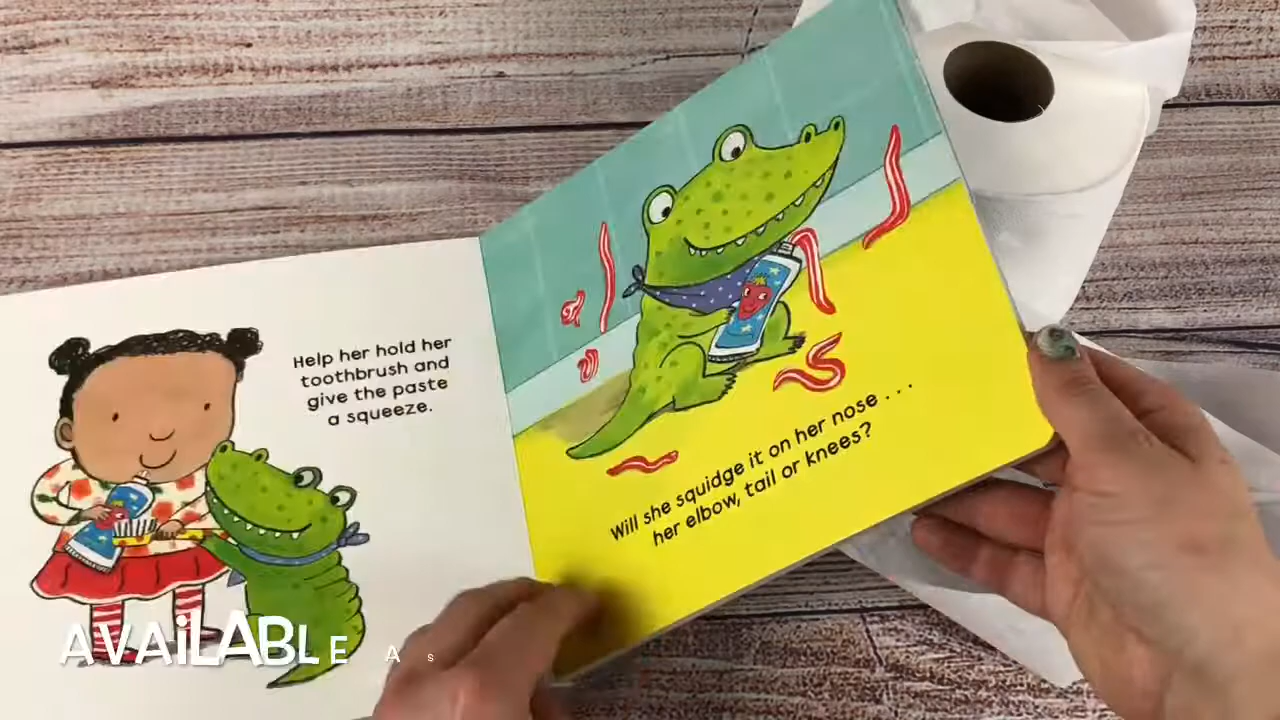 Help her hold her
toothbrush and
give the paste
a squeeze.
Will she squidge it on her nose . . .
her elbow, tail or knees?
AVAiLABLE AS